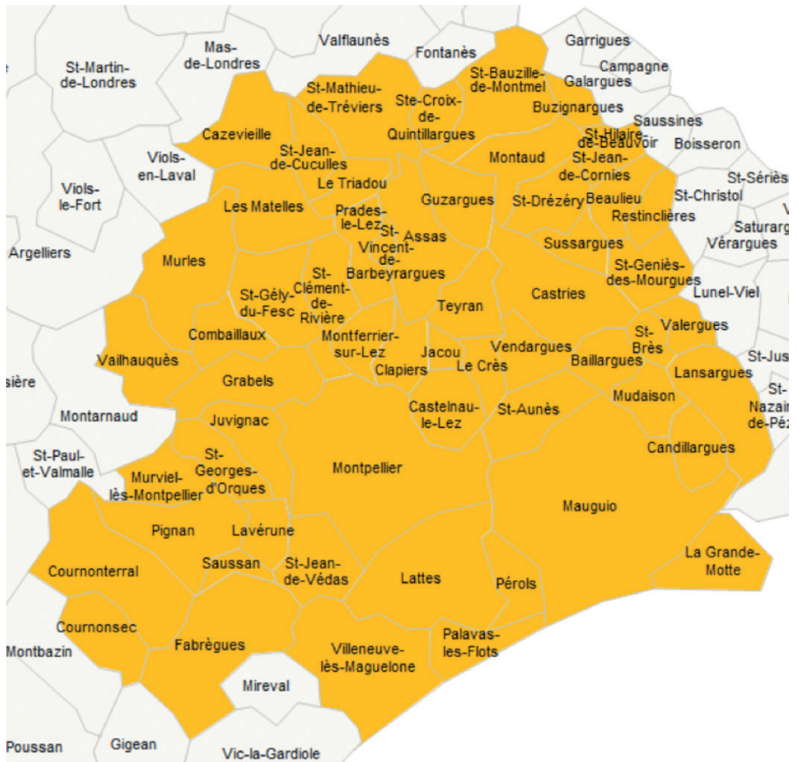 Mas-
de-Londres
Valflaunès
Fontanès
Garrigues
Campagne
Galargues
St-Martin-
de-Londres
St-Mathieu-
de-Tréviers
Ste-Croix-
de-
Quintillargues
St-Bauzille-
de-Montmel
Buzignargues
Saussines
Boisseron
Cazevieille
St-Hilaire-
de-Beauvoir
St-Jean-
de-Cuculles
Montaud
St-Jean-
de-Cornies
Viols-
en-Laval
Viols-
le-Fort
Le Triadou
St-Sériès
St-Christol
Les Matelles
Prades-
le-Lez
Guzargues
St-Drézéry
Beaulieu
Restinclières
Saturarg
Vérargues
Argelliers
Murles
St-
Vincent-
de-
Barbeyrargues
Assas
Sussargues
St-Geniès-
des-Mourgues
St-Gély-
du-Fesc
St-
Clément-
de-
Rivière
Teyran
Castries
Lunel-Viel
Combaillaux
Vailhauquès
Montferrier-
sur-Lez
Clapiers
Jacou
Le Crès
Vendargues
Baillargues
St-
Brès
Valergues
St-Jus
sière
Grabels
Lansargues
St-
Nazair
de-Péz
Montarnaud
Juvignac
Castelnau-
le-Lez
St-Aunès
Mudaison
Candillargues
St-Paul-
et-Valmalle
Murviel-
lès-Montpellier
St-
Georges-
d'Orques
Montpellier
Mauguio
Pignan
Lavérune
La Grande-
Motte
Cournonterral
Saussan
St-Jean-
de-Védas
Lattes
Pérols
Cournonsec
Montbazin
Fabrègues
Villeneuve-
lès-Maguelone
Palavas-
les-Flots
Mireval
Poussan
Gigean
Vic-la-Gardiole